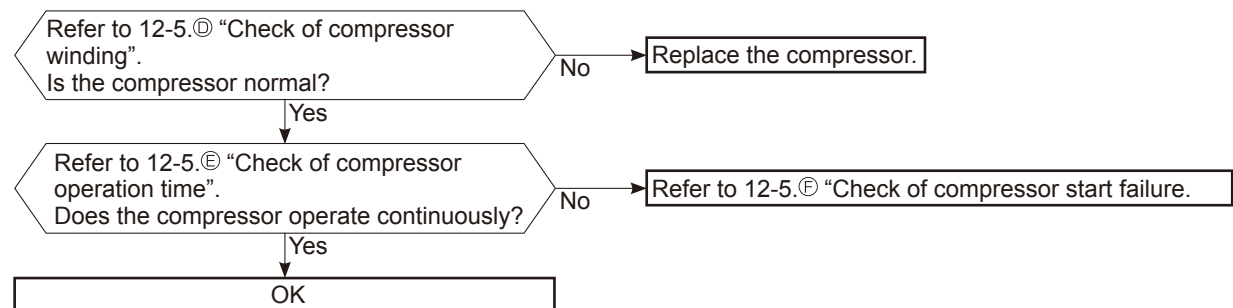 Refer to 12-5.Ⓓ “Check of compressor
winding”.
Is the compressor normal?
No
Replace the compressor.
Yes
Refer to 12-5.Ⓔ “Check of compressor
operation time”.
Does the compressor operate continuously?
No
Refer to 12-5.Ⓕ “Check of compressor start failure.
Yes
OK